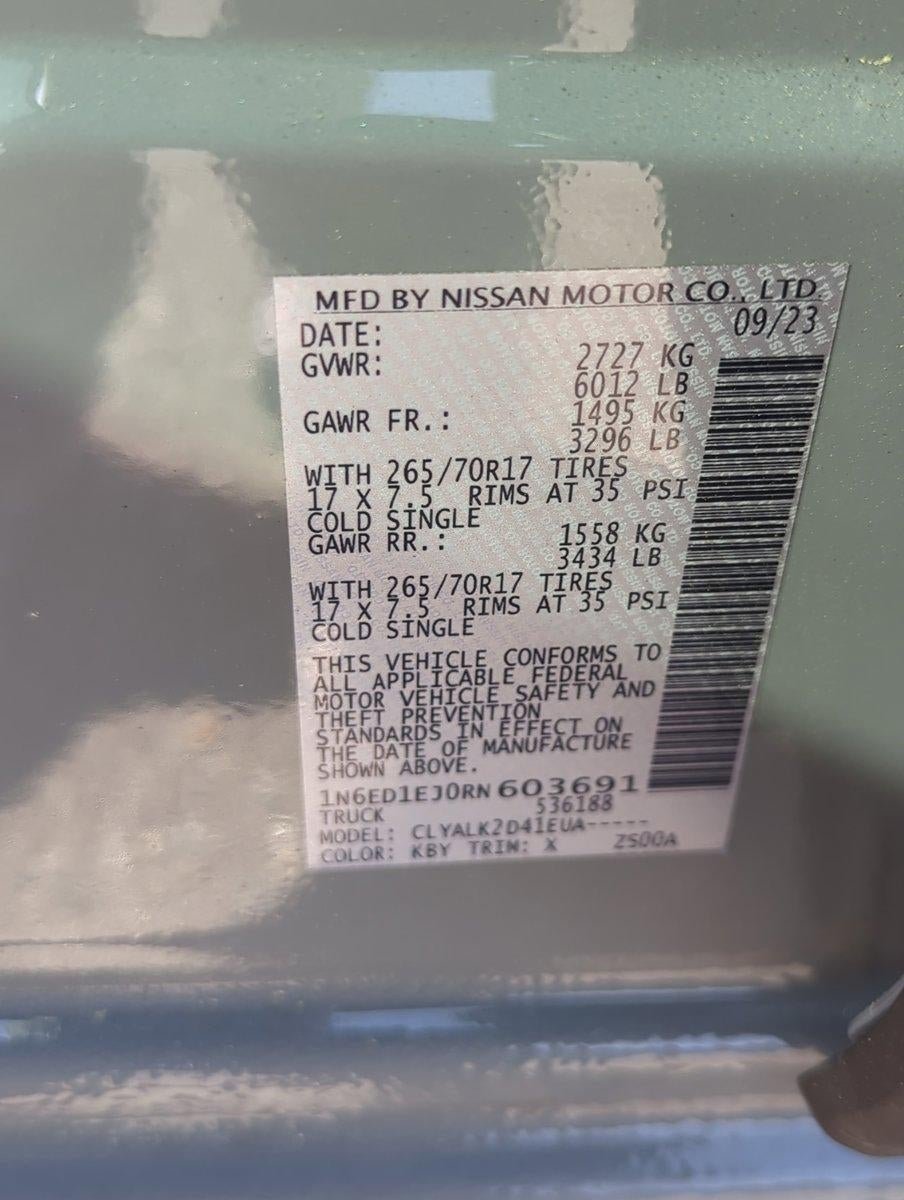 MFD BY NISSAN MOTOR CO., LTD.
DATE: 09/23
GVWR: 2727 KG
6012 LB
GAWR FR.: 1495 KG
3296 LB
WITH 265/70R17 TIRES
17 X 7.5 RIMS AT 35 PSI
COLD SINGLE
GAWR RR.: 1558 KG
3434 LB
WITH 265/70R17 TIRES
17 X 7.5 RIMS AT 35 PSI
COLD SINGLE
THIS VEHICLE CONFORMS TO
ALL APPLICABLE FEDERAL
MOTOR VEHICLE SAFETY AND
THEFT PREVENTION
STANDARDS IN EFFECT ON
THE DATE OF MANUFACTURE
SHOWN ABOVE.
1N6ED1EJ0RN603691
TRUCK 536188
MODEL: CLYALK2D41EUA-----
COLOR: KBY TRIM: X ZS00A